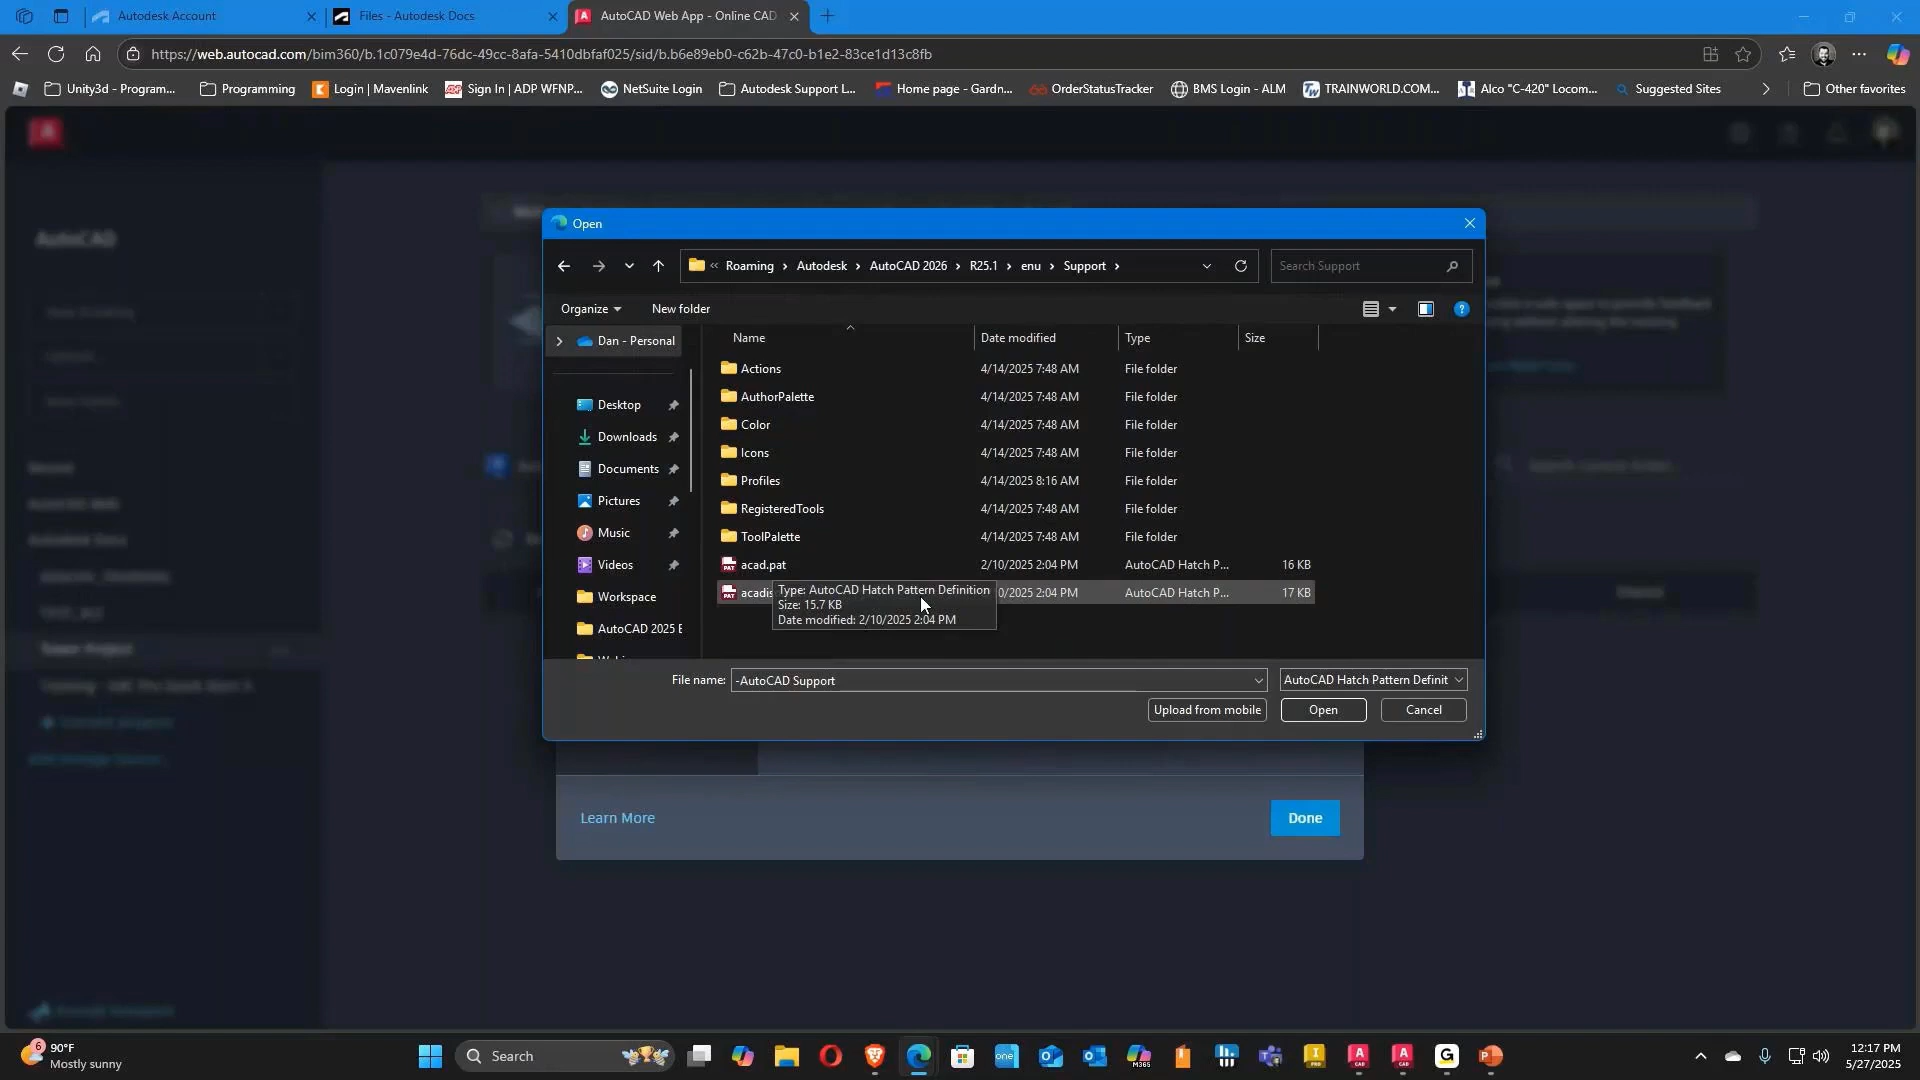 Autodesk Account
Files - Autodesk Docs
AutoCAD Web App - Online CAD
https://web.autocad.com/bim360/b.1c079e4d-76dc-49cc-8afa-5410dbfaf025/sid/b.b6e89eb0-c62b-47c0-b1e2-83ce1d13c8fb
Unity3d - Program...
Programming
Login | Mavenlink
Sign In | ADP WFNP...
NetSuite Login
Autodesk Support L...
Home page - Gardn...
OrderStatusTracker
BMS Login - ALM
TRAINWORLD.COM...
Alco "C-420" Locom...
Suggested Sites
Other favorites
AutoCAD
Open
« Roaming › Autodesk › AutoCAD 2026 › R25.1 › enu › Support ›
Search Support
Organize
New folder
Dan - Personal
Desktop
Downloads
Documents
Pictures
Music
Videos
Workspace
AutoCAD 2025 E
Name Date modified Type Size
Actions 4/14/2025 7:48 AM File folder
AuthorPalette 4/14/2025 7:48 AM File folder
Color 4/14/2025 7:48 AM File folder
Icons 4/14/2025 7:48 AM File folder
Profiles 4/14/2025 8:16 AM File folder
RegisteredTools 4/14/2025 7:48 AM File folder
ToolPalette 4/14/2025 7:48 AM File folder
acad.pat 2/10/2025 2:04 PM AutoCAD Hatch P... 16 KB
acadis 0/2025 2:04 PM AutoCAD Hatch P... 17 KB
Type: AutoCAD Hatch Pattern Definition
Size: 15.7 KB
Date modified: 2/10/2025 2:04 PM
File name: -AutoCAD Support
AutoCAD Hatch Pattern Definit
Upload from mobile
Open
Cancel
Learn More
Done
6
90°F
Mostly sunny
Search
12:17 PM
5/27/2025